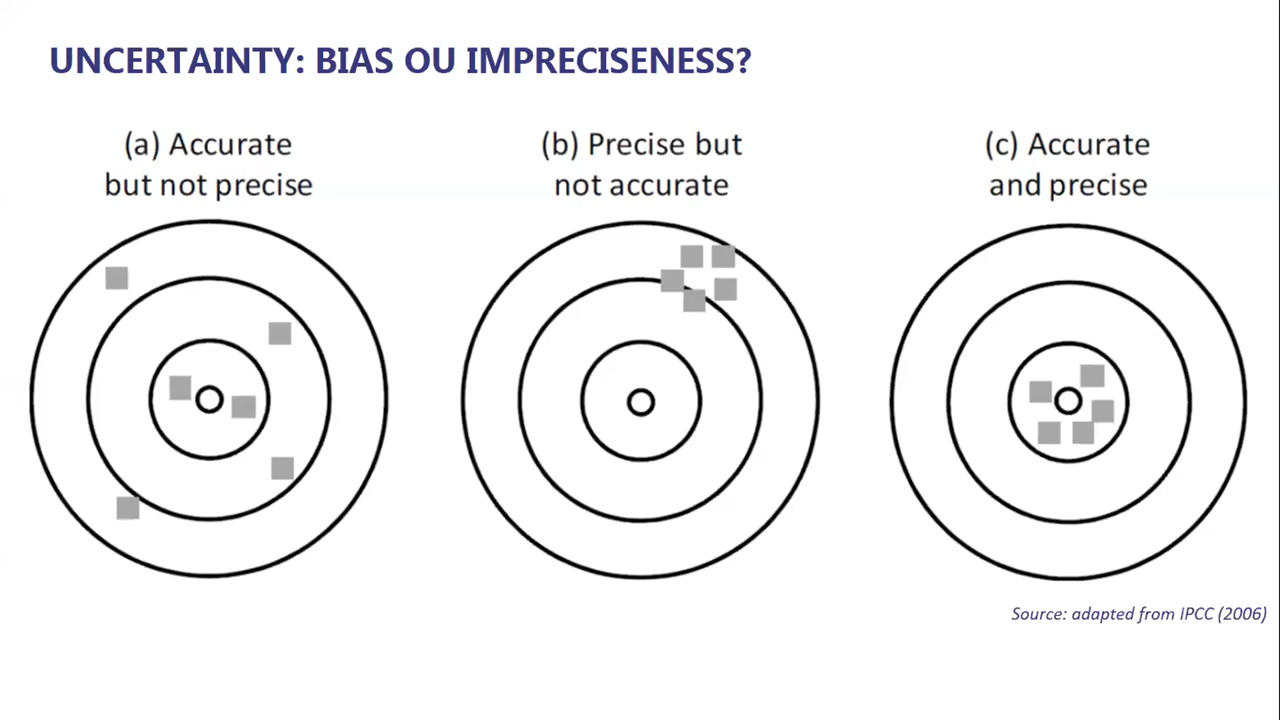 UNCERTAINTY: BIAS OU IMPRECISENESS?
(a) Accurate
but not precise
(b) Precise but
not accurate
(c) Accurate
and precise
Source: adapted from IPCC (2006)